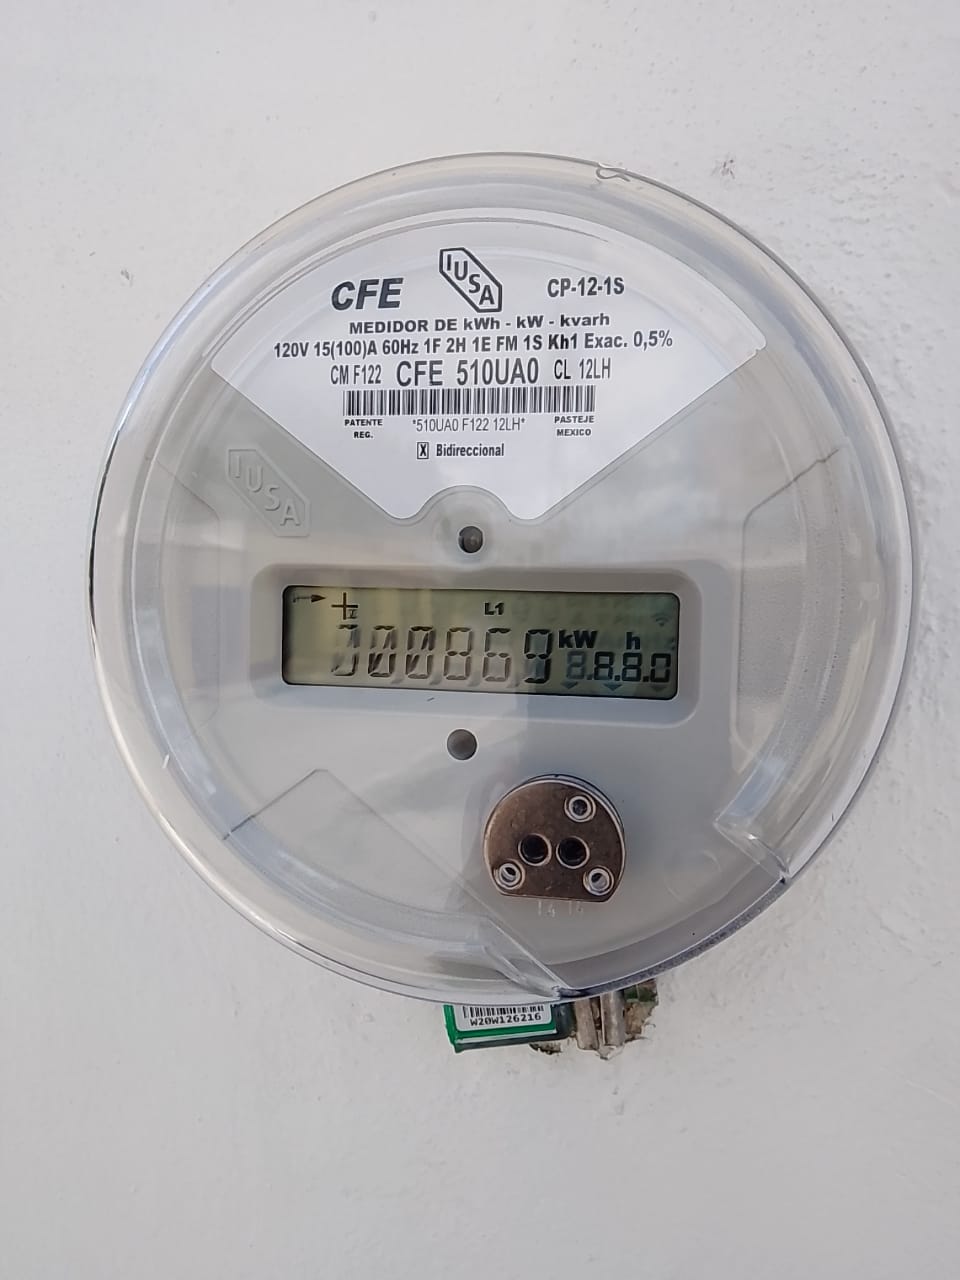 IUSA
CFE CP-12-1S
MEDIDOR DE kWh - kW - kvarh
120V 15(100)A 60Hz 1F 2H 1E FM 1S Kh1 Exac. 0,5%
CM F122 CFE 510UA0 CL 12LH
PATENTE REG. *510UA0 F122 12LH* PASTEJE MEXICO
X Bidireccional
IUSA
L1
000869 kW h
8.8.8.0
14 14
W20W126216